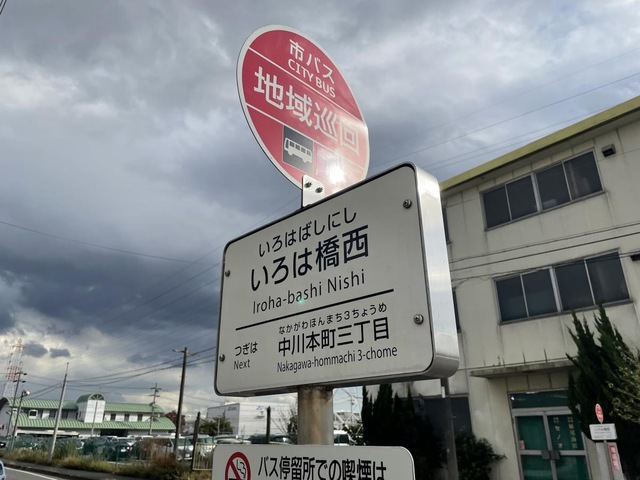 市バス
CITY BUS
地域巡回
いろはばしにし
いろは橋西
Iroha-bashi Nishi
つぎは
Next
なかがわほんまち3ちょうめ
中川本町三丁目
Nakagawa-hommachi 3-chome
バス停留所での喫煙は